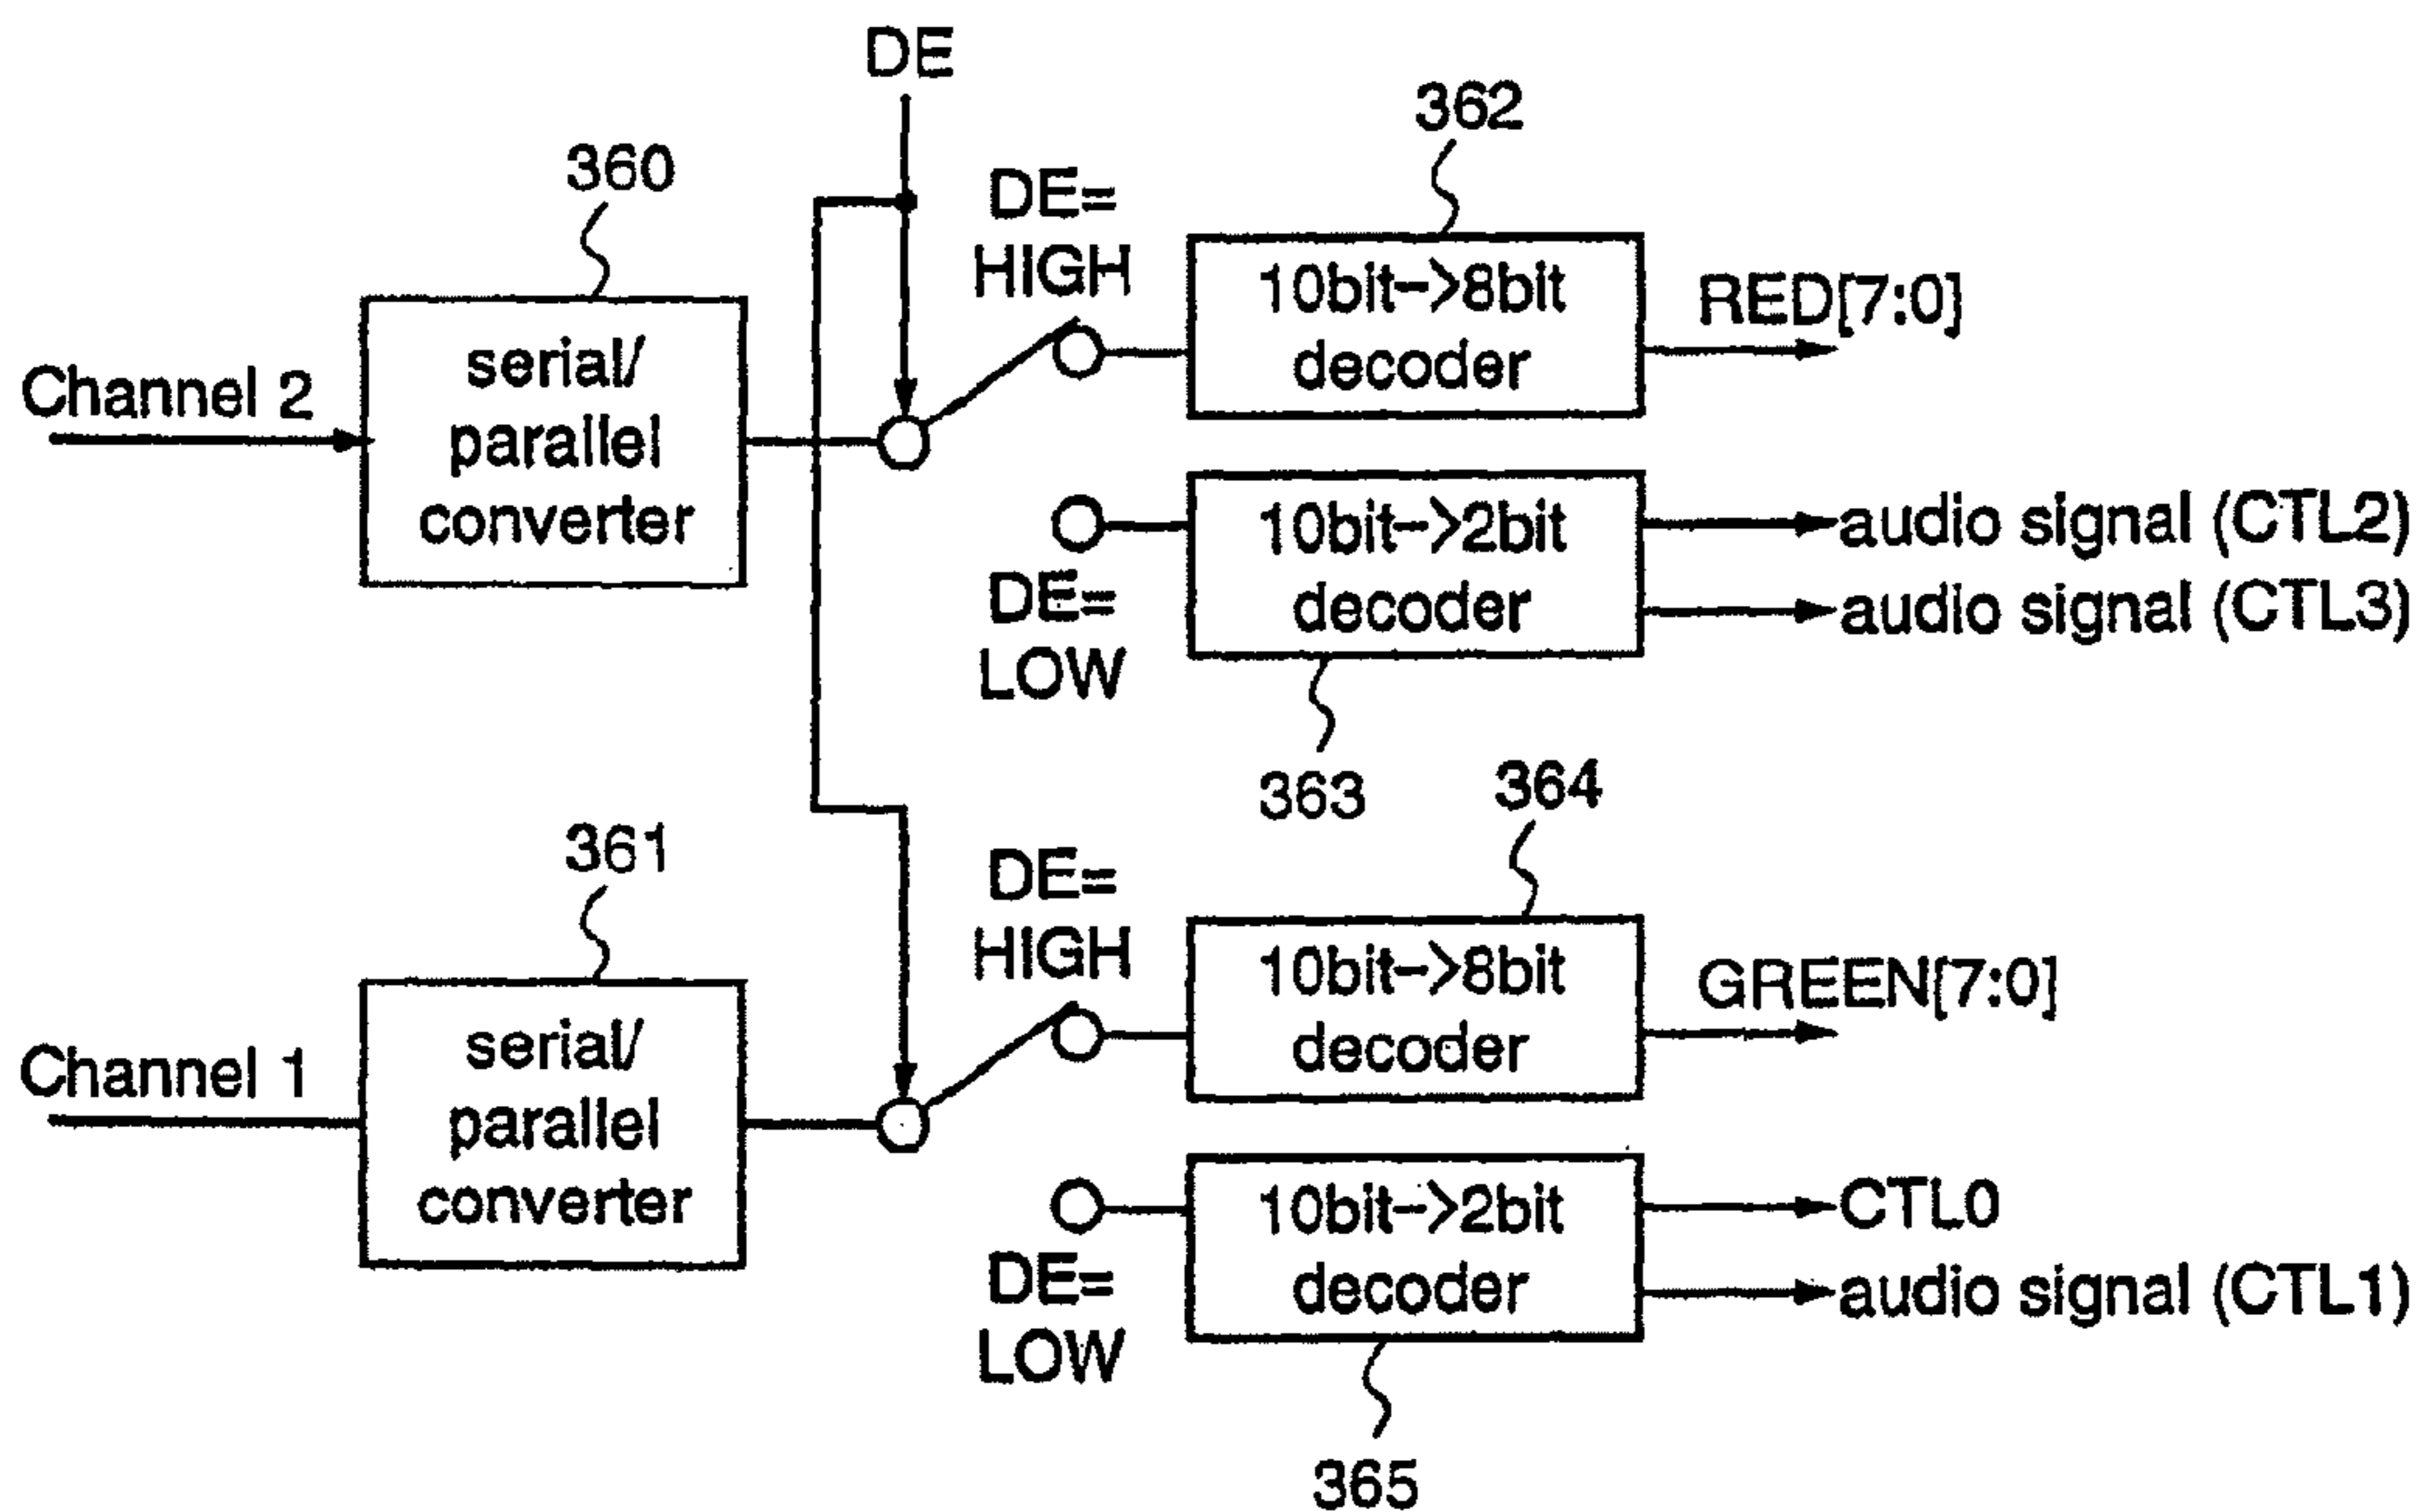 DE
362
360
DE=
HIGH
10bit->8bit
decoder
RED[7:0]
Channel 2
serial/
parallel
converter
10bit->2bit
decoder
audio signal (CTL2)
audio signal (CTL3)
DE=
LOW
363
364
361
DE=
HIGH
10bit->8bit
decoder
GREEN[7:0]
Channel 1
serial/
parallel
converter
10bit->2bit
decoder
CTL0
audio signal (CTL1)
DE=
LOW
365